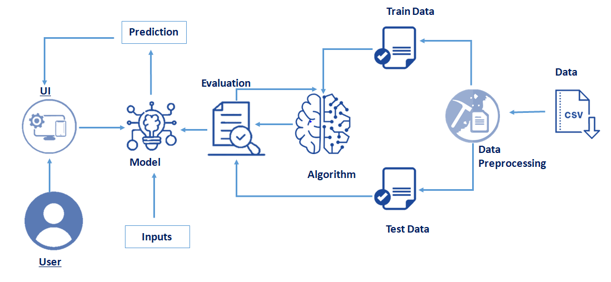 Train Data
Prediction
Evaluation
Data
UI
CSV
Data
Preprocessing
Model
Algorithm
Test Data
Inputs
User